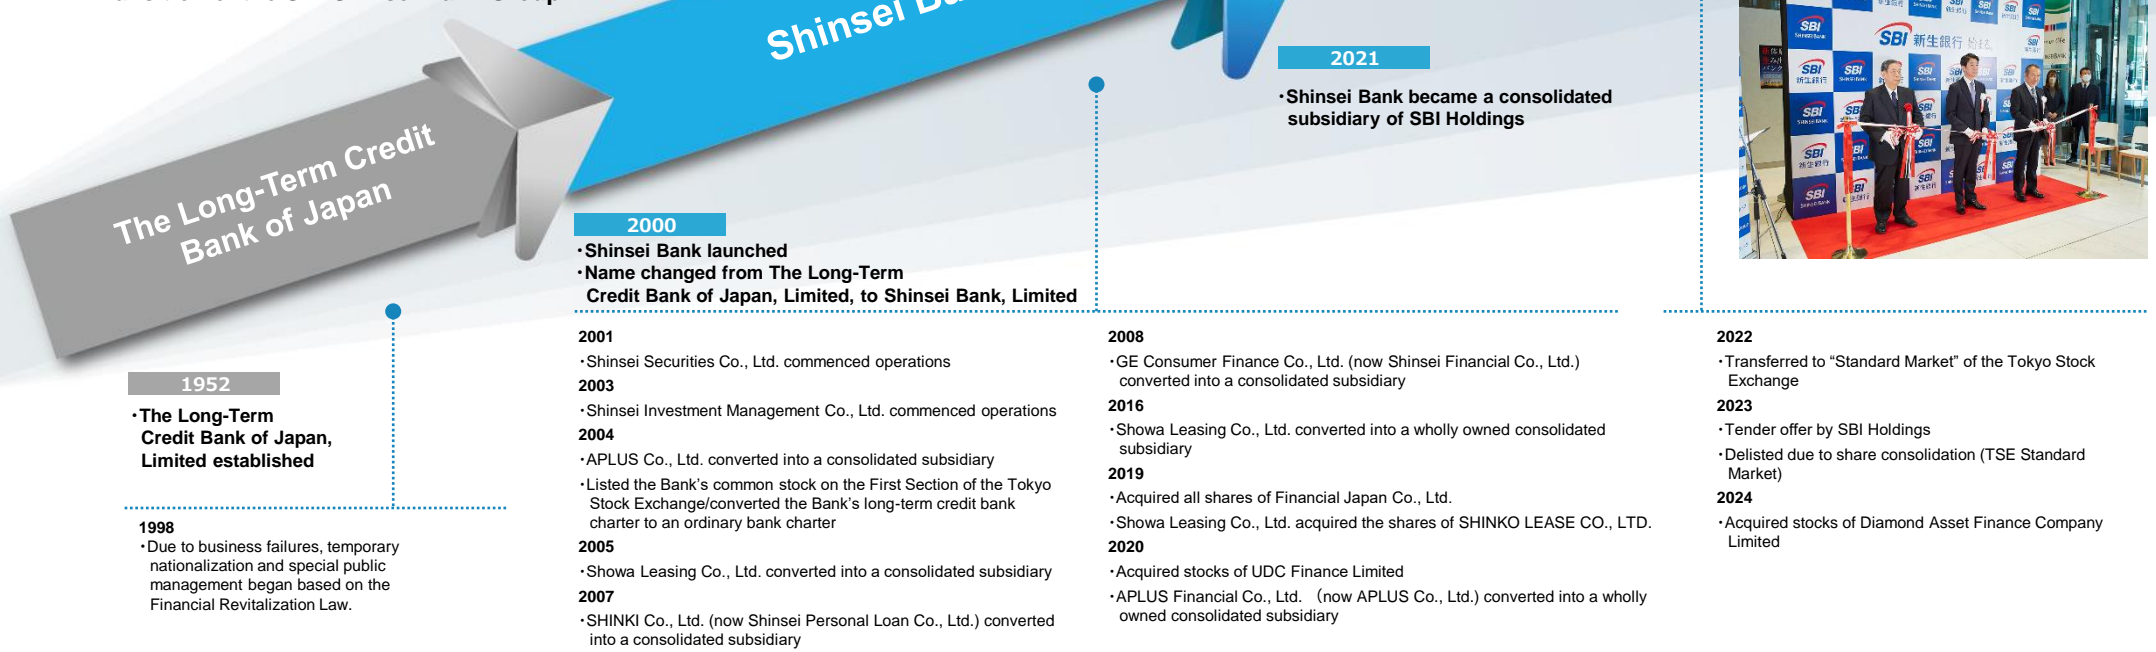 The Long-Term Credit
Bank of Japan
Shinsei
1952
・The Long-Term
Credit Bank of Japan,
Limited established
1998
・Due to business failures, temporary
nationalization and special public
management began based on the
Financial Revitalization Law.
2000
・Shinsei Bank launched
・Name changed from The Long-Term
Credit Bank of Japan, Limited, to Shinsei Bank, Limited
2001
・Shinsei Securities Co., Ltd. commenced operations
2003
・Shinsei Investment Management Co., Ltd. commenced operations
2004
・APLUS Co., Ltd. converted into a consolidated subsidiary
・Listed the Bank’s common stock on the First Section of the Tokyo
Stock Exchange/converted the Bank’s long-term credit bank
charter to an ordinary bank charter
2005
・Showa Leasing Co., Ltd. converted into a consolidated subsidiary
2007
・SHINKI Co., Ltd. (now Shinsei Personal Loan Co., Ltd.) converted
into a consolidated subsidiary
2021
・Shinsei Bank became a consolidated
subsidiary of SBI Holdings
2008
・GE Consumer Finance Co., Ltd. (now Shinsei Financial Co., Ltd.)
converted into a consolidated subsidiary
2016
・Showa Leasing Co., Ltd. converted into a wholly owned consolidated
subsidiary
2019
・Acquired all shares of Financial Japan Co., Ltd.
・Showa Leasing Co., Ltd. acquired the shares of SHINKO LEASE CO., LTD.
2020
・Acquired stocks of UDC Finance Limited
・APLUS Financial Co., Ltd. （now APLUS Co., Ltd.) converted into a wholly
owned consolidated subsidiary
SBI 新生銀行
2022
・Transferred to “Standard Market” of the Tokyo Stock
Exchange
2023
・Tender offer by SBI Holdings
・Delisted due to share consolidation (TSE Standard
Market)
2024
・Acquired stocks of Diamond Asset Finance Company
Limited